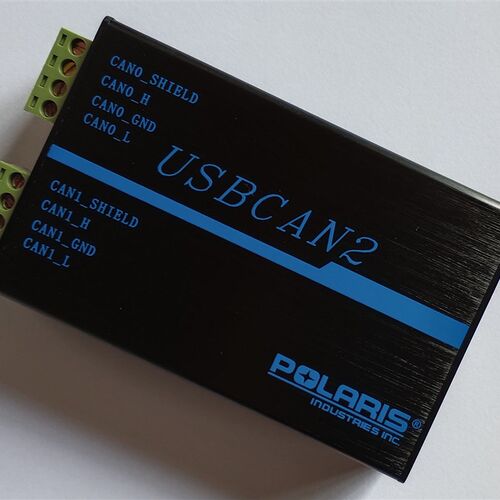 CAN0_SHIELD
CAN0_H
CAN0_GND
CAN0_L
USBCAN2
CAN1_SHIELD
CAN1_H
CAN1_GND
CAN1_L
POLARIS®
INDUSTRIES INC.